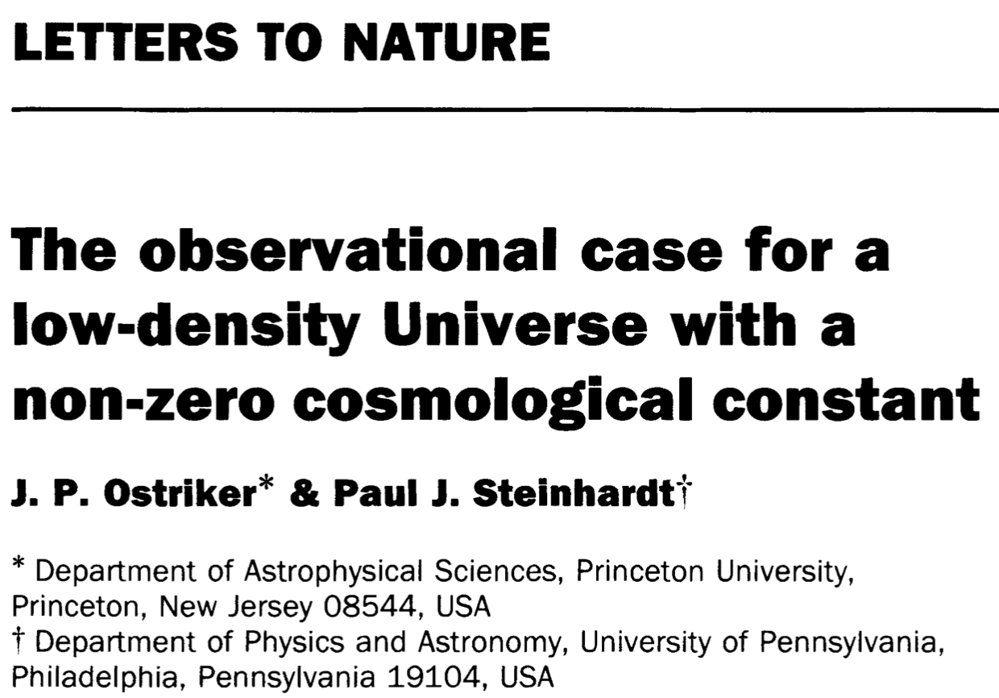 LETTERS TO NATURE
The observational case for a
low-density Universe with a
non-zero cosmological constant
J. P. Ostriker* & Paul J. Steinhardt†
* Department of Astrophysical Sciences, Princeton University,
Princeton, New Jersey 08544, USA
† Department of Physics and Astronomy, University of Pennsylvania,
Philadelphia, Pennsylvania 19104, USA